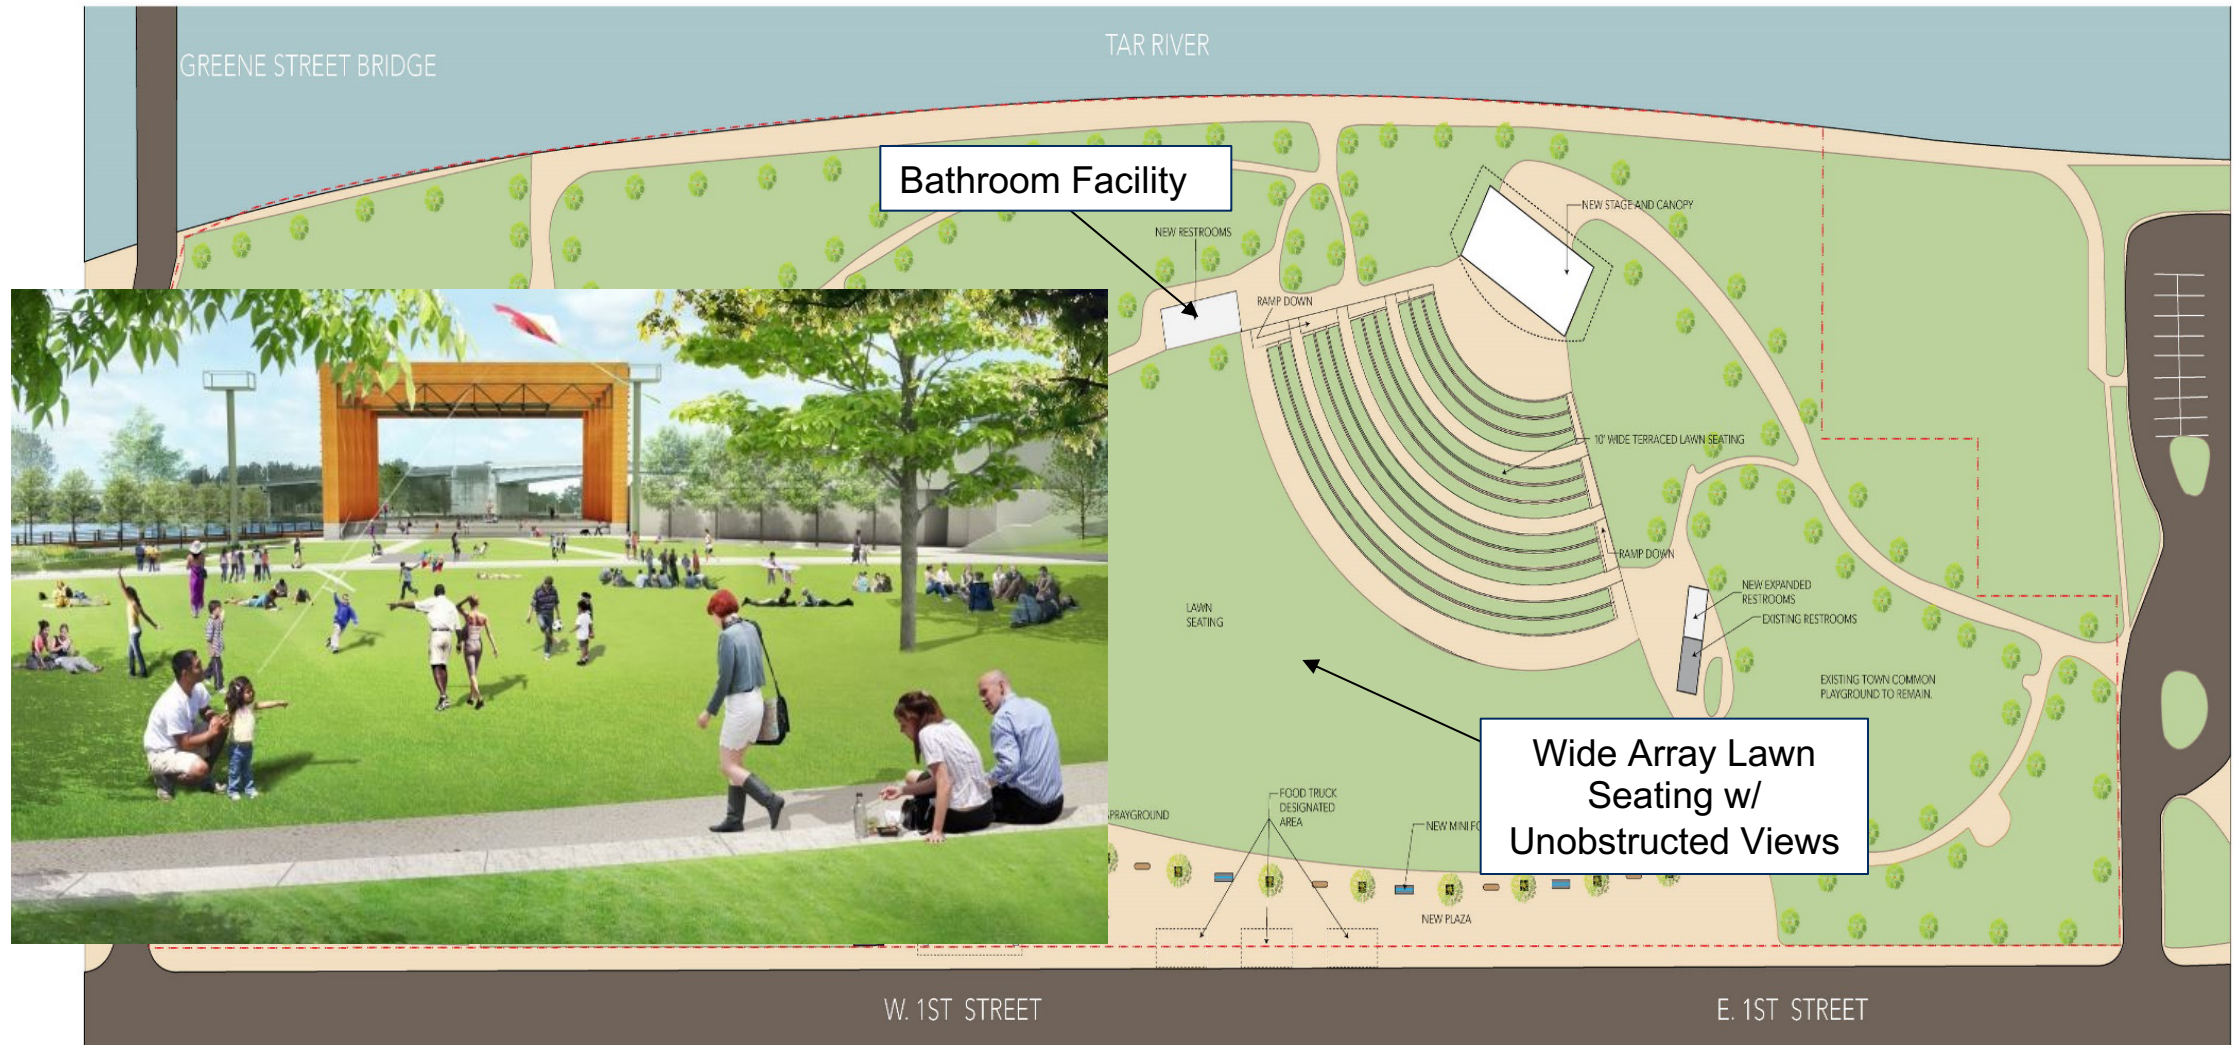 TAR RIVER
GREENE STREET BRIDGE
Bathroom Facility
NEW STAGE AND CANOPY
NEW RESTROOMS
RAMP DOWN
10' WIDE TERRACED LAWN SEATING
RAMP DOWN
NEW EXPANDED
RESTROOMS
EXISTING RESTROOMS
LAWN
SEATING
EXISTING TOWN COMMON
PLAYGROUND TO REMAIN.
Wide Array Lawn
Seating w/
Unobstructed Views
FOOD TRUCK
DESIGNATED
AREA
SPRAYGROUND
NEW MINI
NEW PLAZA
W. 1ST STREET
E. 1ST STREET